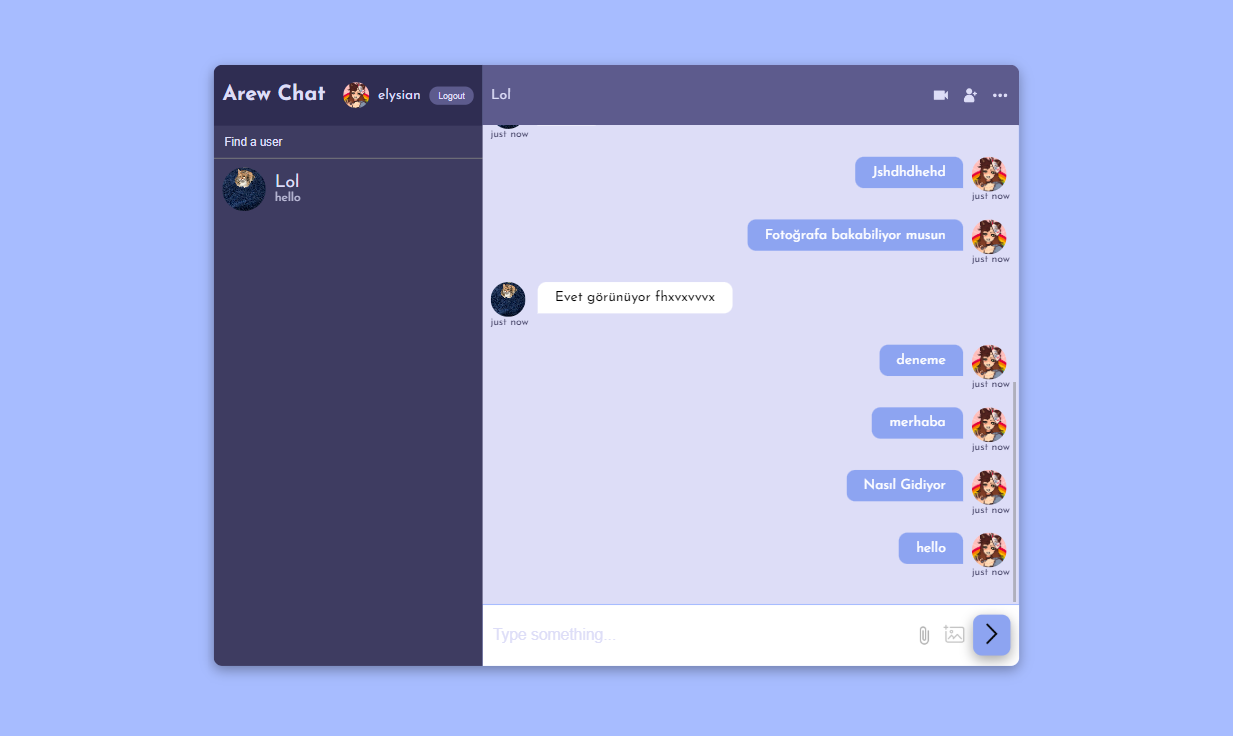 Arew Chat
elysian
Logout
Find a user
Lol
hello
Lol
just now
Jshdhdhehd
just now
Fotoğrafa bakabiliyor musun
just now
Evet görünüyor fhxvxvvvx
just now
deneme
just now
merhaba
just now
Nasıl Gidiyor
just now
hello
just now
Type something...